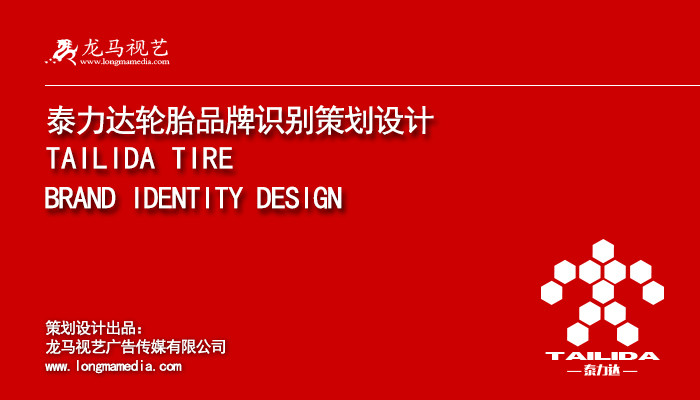 龙马视艺
www.longmamedia.com
泰力达轮胎品牌识别策划设计
TAILIDA TIRE
BRAND IDENTITY DESIGN
策划设计出品：
龙马视艺广告传媒有限公司
www.longmamedia.com
TAILIDA
—泰力达—